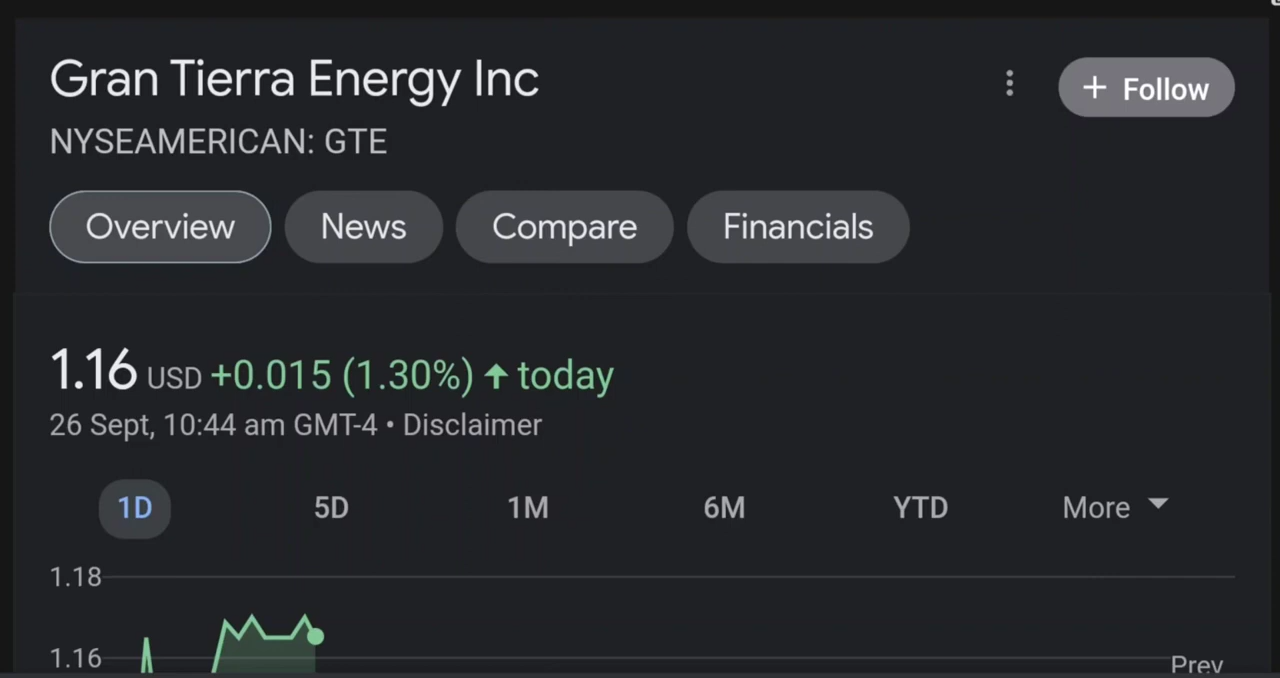 Gran Tierra Energy Inc
+ Follow
NYSEAMERICAN: GTE
Overview News Compare Financials
1.16 USD +0.015 (1.30%) ↑ today
26 Sept, 10:44 am GMT-4 • Disclaimer
1D 5D 1M 6M YTD More
1.18
1.16
Prev